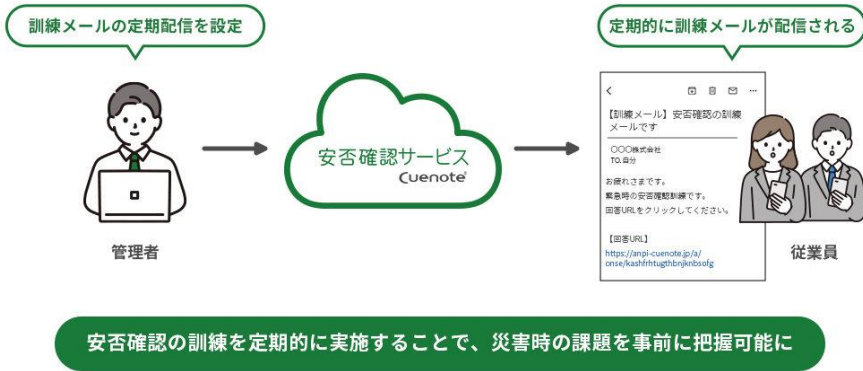 訓練メールの定期配信を設定
定期的に訓練メールが配信される
【訓練メール】安否確認の訓練
メールです
〇〇〇株式会社
TO.自分
お疲れさまです。
緊急時の安否確認訓練です。
回答URLをクリックしてください。
【回答URL】
https://anpi-cuenote.jp/a/
onse/kashfrhtugthbnjknbsofg
安否確認サービス
Cuenote®
管理者
従業員
安否確認の訓練を定期的に実施することで、災害時の課題を事前に把握可能に